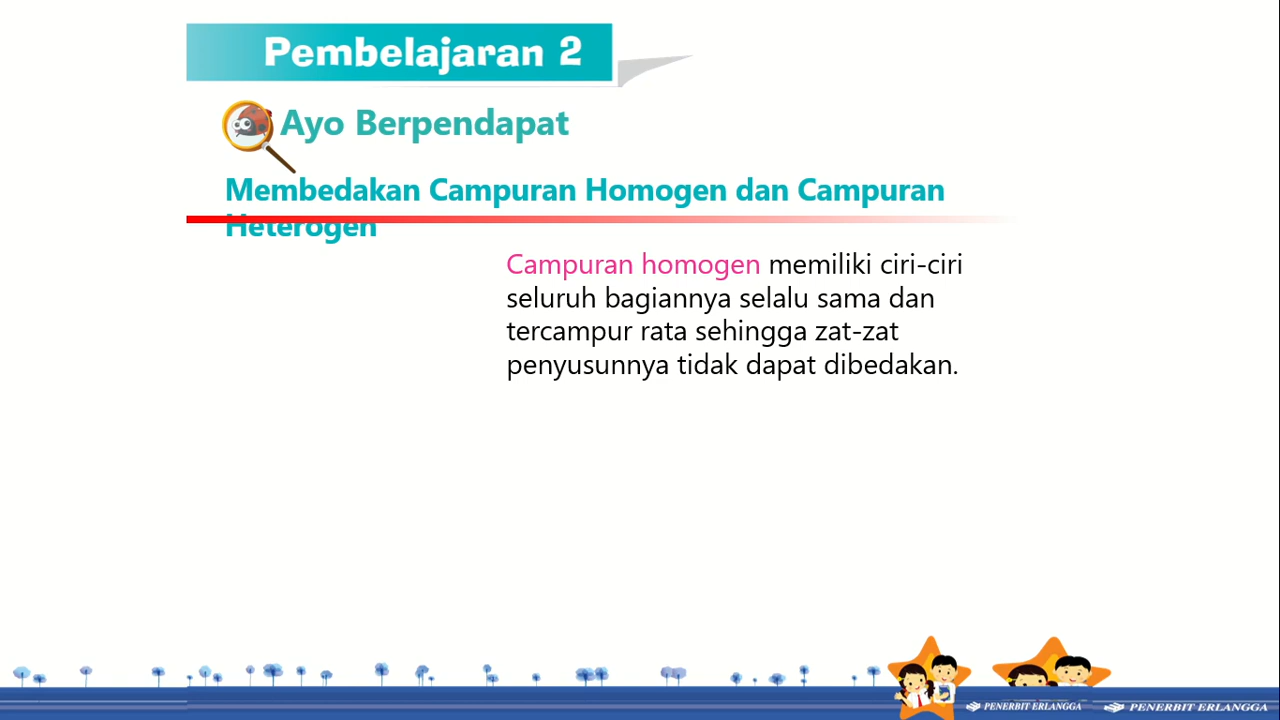 Pembelajaran 2
Ayo Berpendapat
Membedakan Campuran Homogen dan Campuran
Heterogen
Campuran homogen memiliki ciri-ciri
seluruh bagiannya selalu sama dan
tercampur rata sehingga zat-zat
penyusunnya tidak dapat dibedakan.
PENERBIT ERLANGGA
PENERBIT ERLANGGA